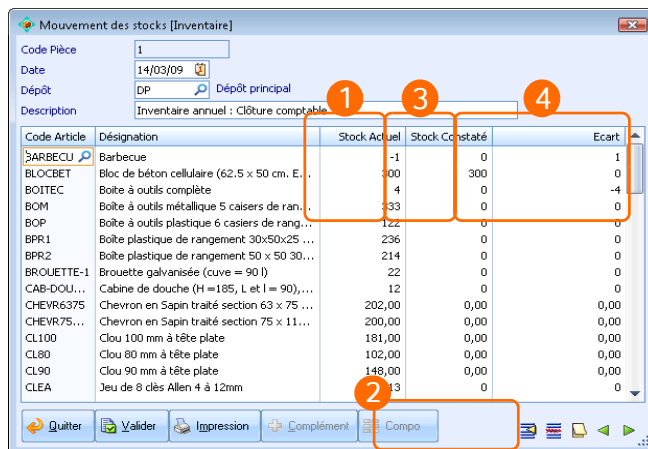 Mouvement des stocks [Inventaire]
Code Pièce 1
Date 14/03/09
Dépôt DP Dépôt principal
Description Inventaire annuel : Clôture comptable
1 3 4
Code Article Désignation Stock Actuel Stock Constaté Ecart
BARBECU Barbecue -1 0 1
BLOCBET Bloc de béton cellulaire (62.5 x 50 cm. E... 300 300 0
BOITEC Boite à outils complète 4 0 -4
BOM Boîte à outils métallique 5 caisers de ran... 333 0 0
BOP Boîte à outils plastique 6 casiers de rang... 122 0 0
BPR1 Boîte plastique de rangement 30x50x25 ... 236 0 0
BPR2 Boîte plastique de rangement 50 x 50 30... 214 0 0
BROUETTE-1 Brouette galvanisée (cuve = 90 l) 22 0 0
CAB-DOU... Cabine de douche (H =185, L et l = 90),... 12 0 0
CHEVR6375 Chevron en Sapin traité section 63 x 75 ... 202,00 0,00 0,00
CHEVR75... Chevron en Sapin traité section 75 x 11... 200,00 0,00 0,00
CL100 Clou 100 mm à tête plate 181,00 0,00 0,00
CL80 Clou 80 mm à tête plate 102,00 0,00 0,00
CL90 Clou 90 mm à tête plate 148,00 0,00 0,00
CLEA Jeu de 8 clès Allen 4 à 12mm 13 0 0
2
Quitter Valider Impression Complément Compo